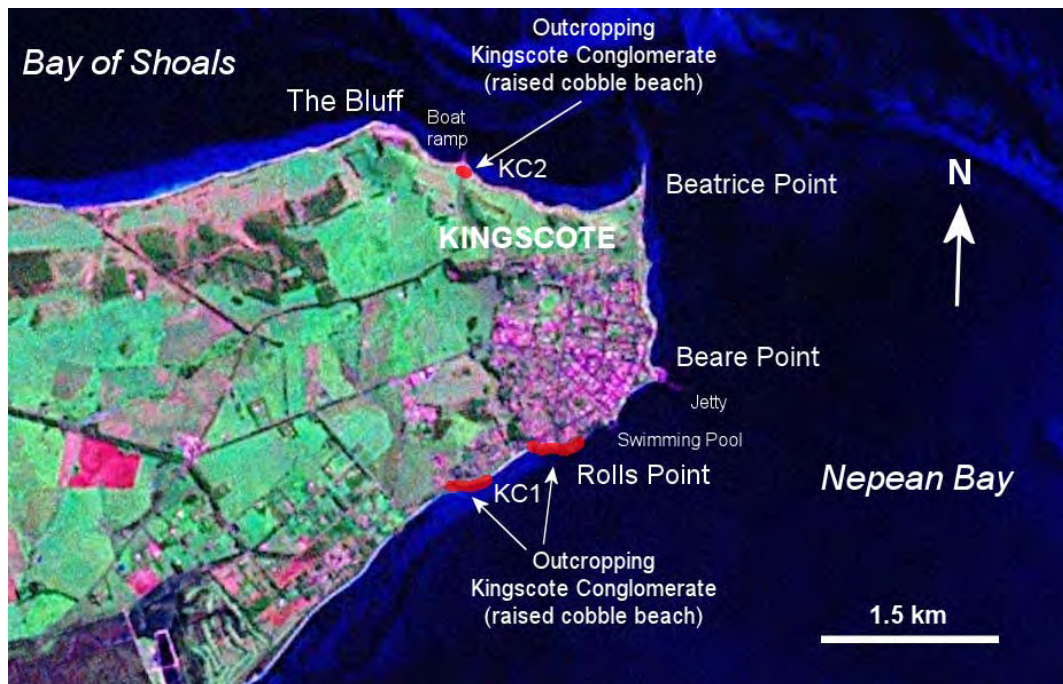 Bay of Shoals
Outcropping
Kingscote Conglomerate
(raised cobble beach)
The Bluff
Boat
ramp
KC2
Beatrice Point
N
KINGSCOTE
Beare Point
Jetty
Swimming Pool
Rolls Point
KC1
Nepean Bay
Outcropping
Kingscote Conglomerate
(raised cobble beach)
1.5 km